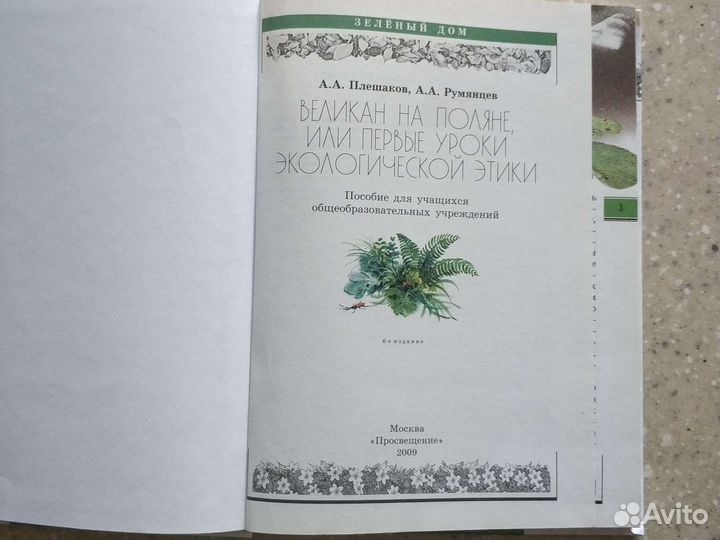 ЗЕЛЁНЫЙ ДОМ
А.А. Плешаков, А.А. Румянцев
ВЕЛИКАН НА ПОЛЯНЕ,
ИЛИ ПЕРВЫЕ УРОКИ
ЭКОЛОГИЧЕСКОЙ ЭТИКИ
Пособие для учащихся
общеобразовательных учреждений
6-е издание
Москва
«Просвещение»
2009
3
Avito